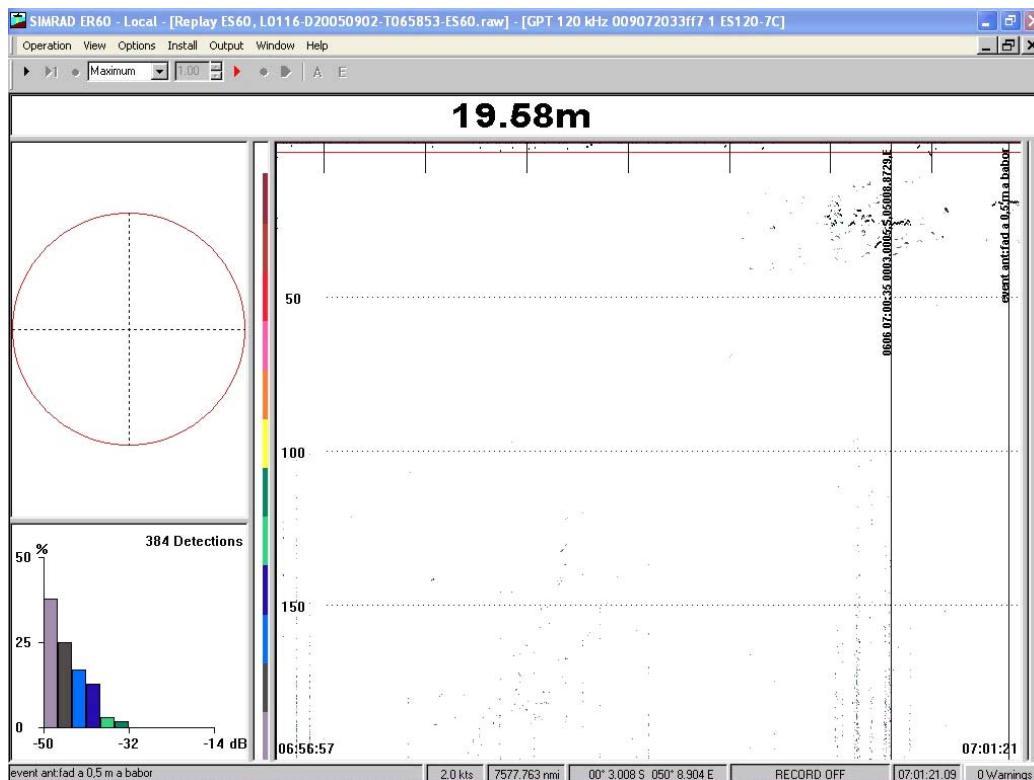 SIMRAD ER60 - Local - [Replay ES60, L0116-D20050902-T065853-ES60.raw] - [GPT 120 kHz 009072033ff7 1 ES120-7C]
Operation View Options Install Output Window Help
Maximum 1.00 A E
19.58m
50
100
150
06:56:57
07:01:21
0606 07:00:35 0003.0005,S,05008.8729,E
event ant:fad a 0,5 m a babor
384 Detections
50 %
25
0
-50 -32 -14 dB
event ant:fad a 0,5 m a babor 2.0 kts 7577.763 nmi 00° 3.008 S 050° 8.904 E RECORD OFF 07:01:21.09 0 Warning